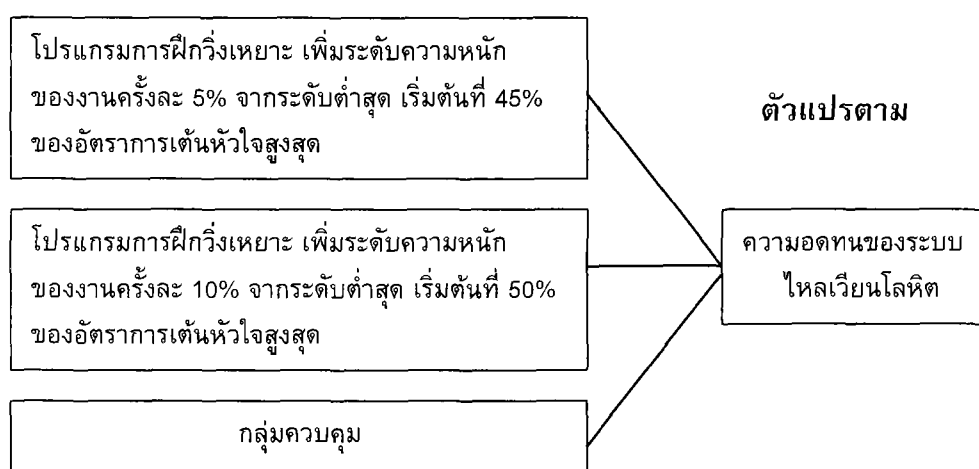 โปรแกรมการฝึกวิ่งเหยาะ เพิ่มระดับความหนัก
ของงานครั้งละ 5% จากระดับต่ำสุด เริ่มต้นที่ 45%
ของอัตราการเต้นหัวใจสูงสุด
ตัวแปรตาม
โปรแกรมการฝึกวิ่งเหยาะ เพิ่มระดับความหนัก
ของงานครั้งละ 10% จากระดับต่ำสุด เริ่มต้นที่ 50%
ของอัตราการเต้นหัวใจสูงสุด
ความอดทนของระบบ
ไหลเวียนโลหิต
กลุ่มควบคุม